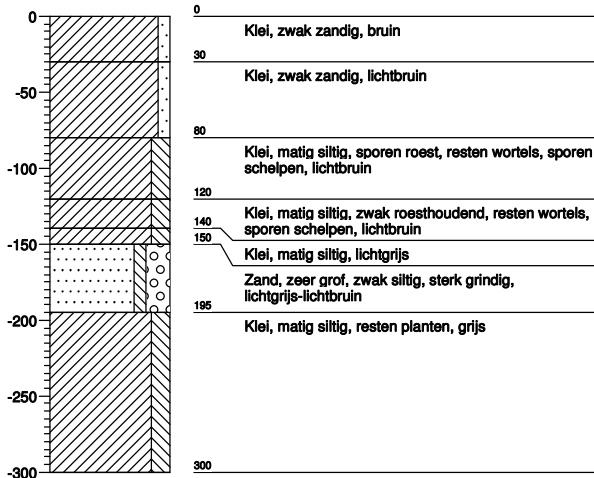 0
-50
-100
-150
-200
-250
-300
0
Klei, zwak zandig, bruin
30
Klei, zwak zandig, lichtbruin
80
Klei, matig siltig, sporen roest, resten wortels, sporen
schelpen, lichtbruin
120
Klei, matig siltig, zwak roesthoudend, resten wortels,
sporen schelpen, lichtbruin
140
150
Klei, matig siltig, lichtgrijs
Zand, zeer grof, zwak siltig, sterk grindig,
lichtgrijs-lichtbruin
195
Klei, matig siltig, resten planten, grijs
300